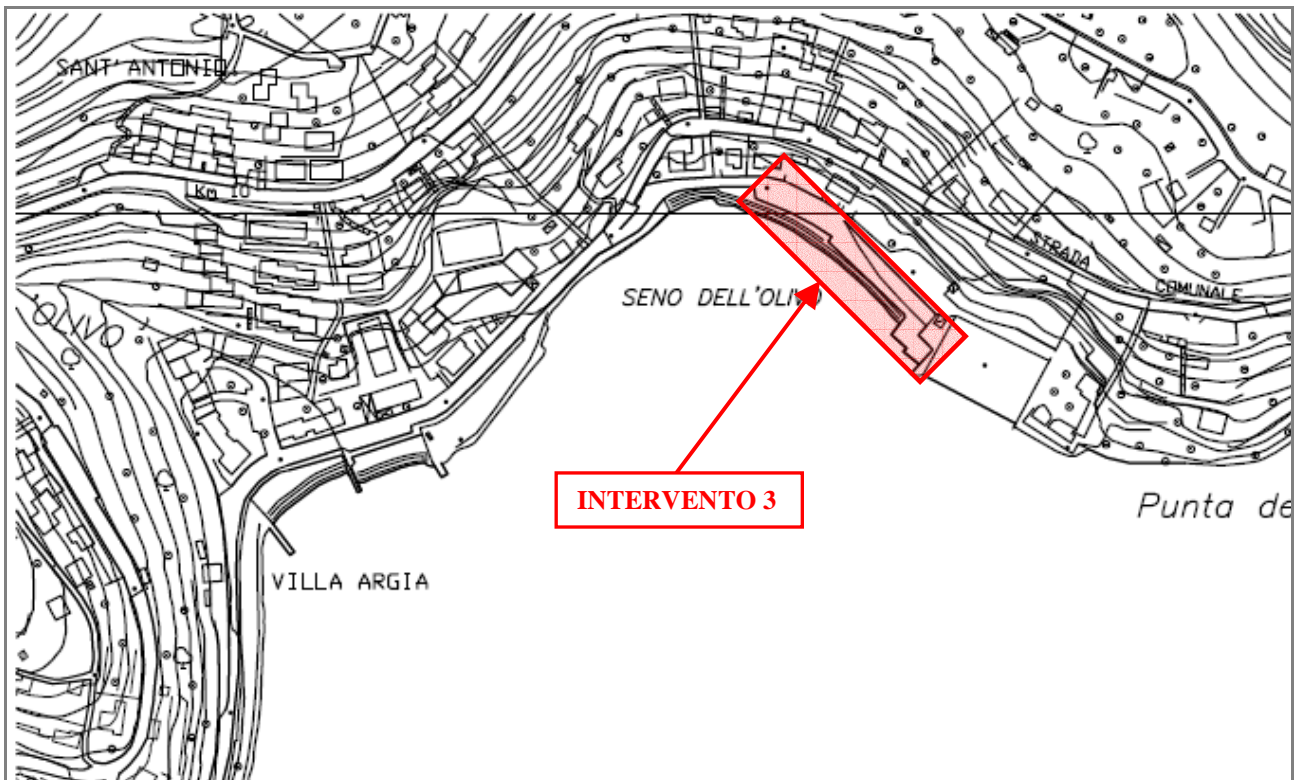 SANT'ANTONIO
Km 10
STRADA
COMUNALE
SENO DELL'OLIVO
OLIVO
INTERVENTO 3
Punta de
VILLA ARGIA